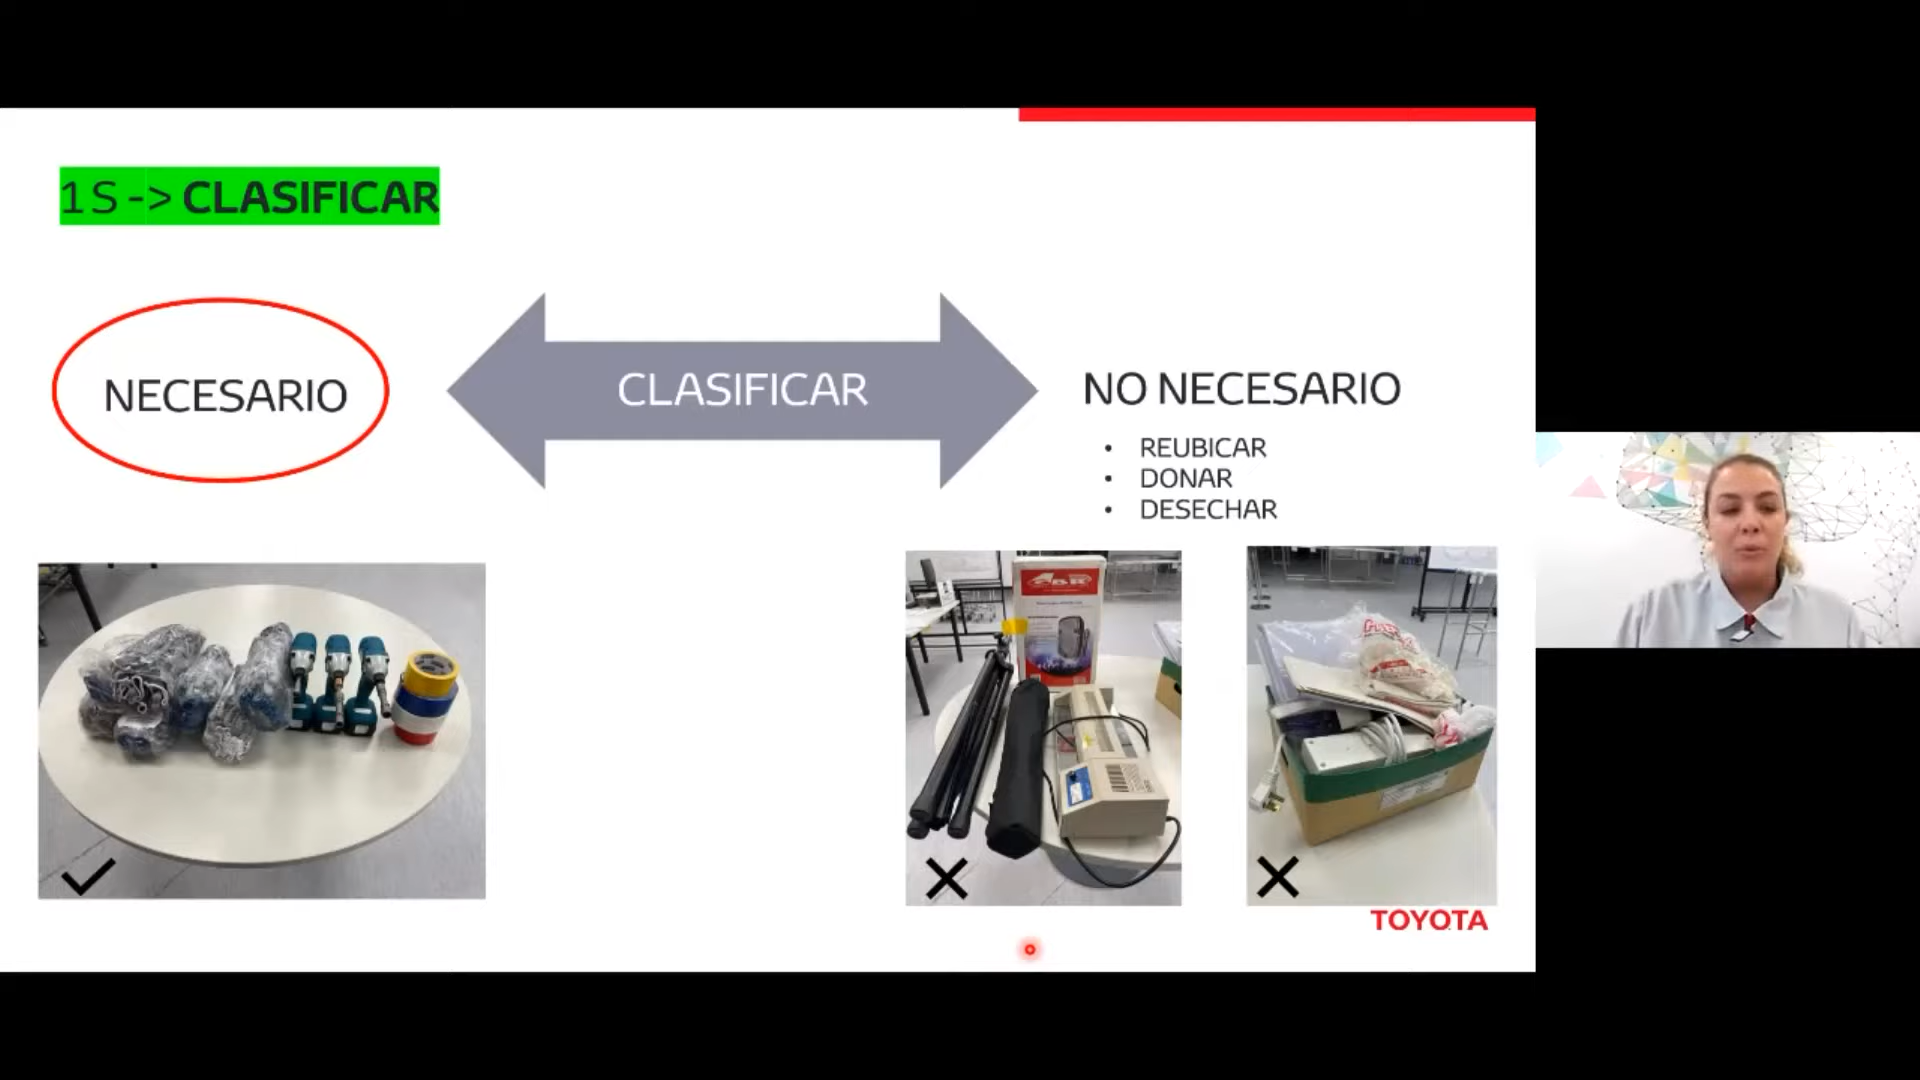 1 S -> CLASIFICAR
NECESARIO
CLASIFICAR
NO NECESARIO
• REUBICAR
• DONAR
• DESECHAR
TOYOTA